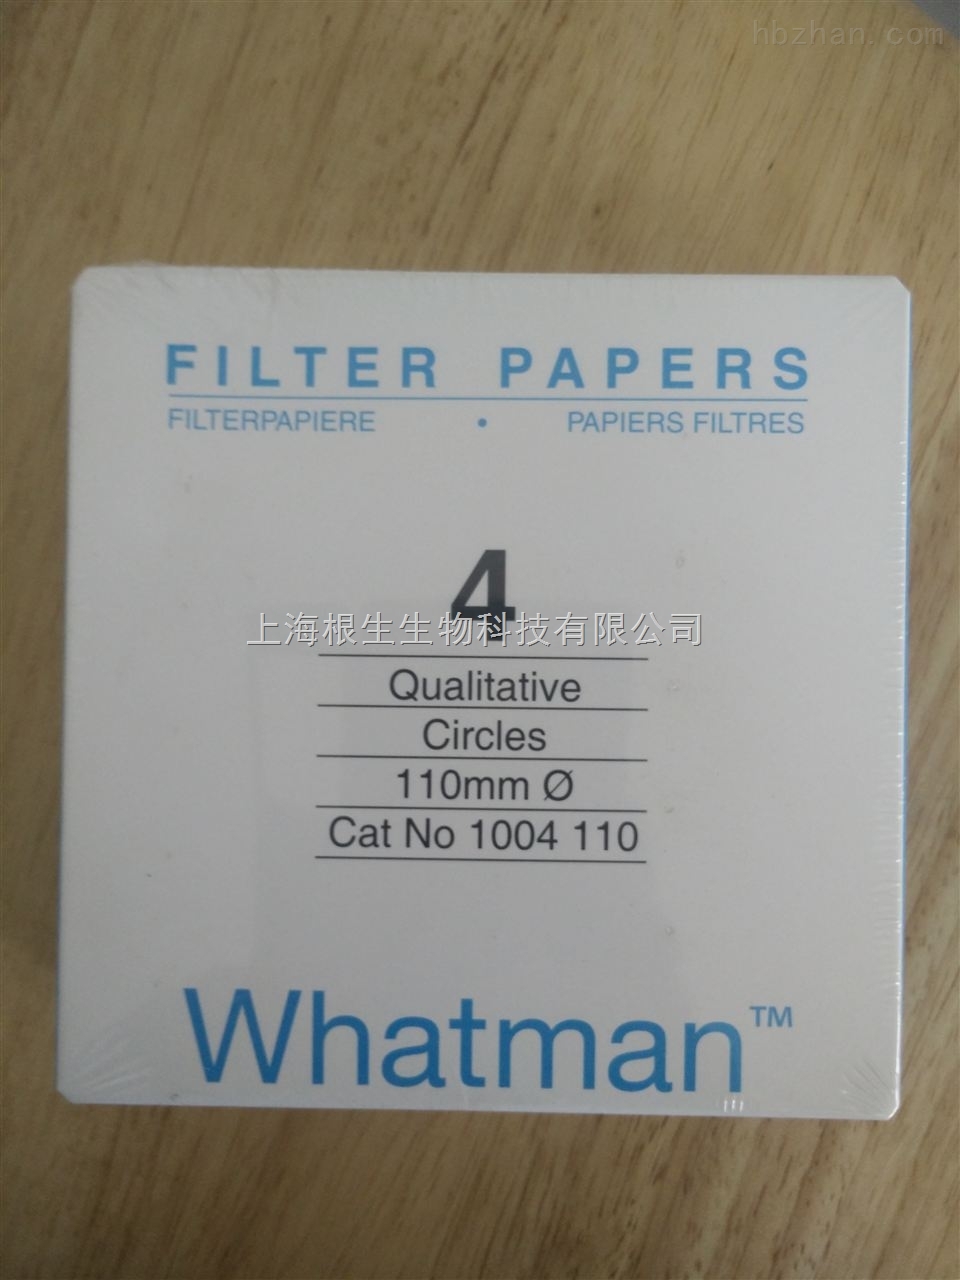 hbzhan.com
FILTER PAPERS
FILTERPAPIERE • PAPIERS FILTRES
4
上海根生生物科技有限公司
Qualitative
Circles
110mm Ø
Cat No 1004 110
Whatman™